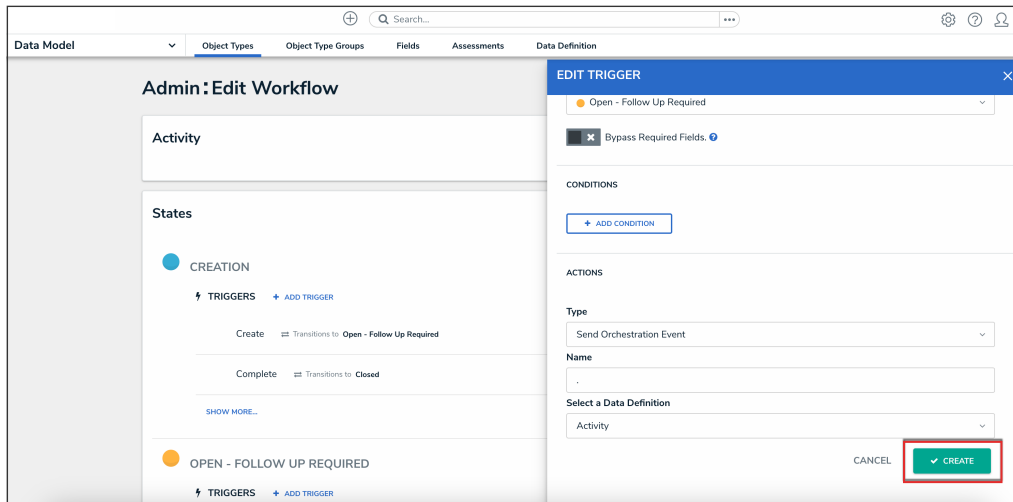 Search...
Data Model
Object Types Object Type Groups Fields Assessments Data Definition
Admin:Edit Workflow
Activity
States
CREATION
TRIGGERS + ADD TRIGGER
Create Transitions to Open - Follow Up Required
Complete Transitions to Closed
SHOW MORE...
OPEN - FOLLOW UP REQUIRED
TRIGGERS + ADD TRIGGER
EDIT TRIGGER
Open - Follow Up Required
Bypass Required Fields. ?
CONDITIONS
+ ADD CONDITION
ACTIONS
Type
Send Orchestration Event
Name
.
Select a Data Definition
Activity
CANCEL CREATE